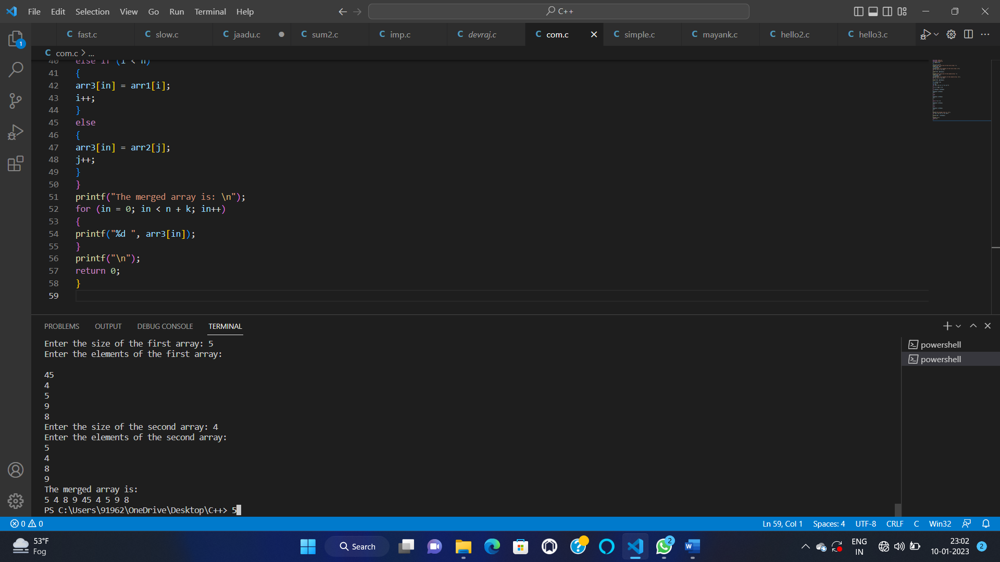 File Edit Selection View Go Run Terminal Help
C++
1
C fast.c C slow.c C jaadu.c C sum2.c C imp.c C devraj.c C com.c C simple.c C mayank.c C hello2.c C hello3.c
C com.c > ...
40 else if (i < n)
41 {
42 arr3[in] = arr1[i];
43 i++;
44 }
45 else
46 {
47 arr3[in] = arr2[j];
48 j++;
49 }
50 }
51 printf("The merged array is: \n");
52 for (in = 0; in < n + k; in++)
53 {
54 printf("%d ", arr3[in]);
55 }
56 printf("\n");
57 return 0;
58 }
59
PROBLEMS OUTPUT DEBUG CONSOLE TERMINAL
Enter the size of the first array: 5
Enter the elements of the first array:
45
4
5
9
8
Enter the size of the second array: 4
Enter the elements of the second array:
5
4
8
9
The merged array is:
5 4 8 9 45 4 5 9 8
PS C:\Users\91962\OneDrive\Desktop\C++> 5
powershell
powershell
0 0 Ln 59, Col 1 Spaces: 4 UTF-8 CRLF C Win32
53°F
Fog
Search
2
ENG
IN
23:02
10-01-2023
2